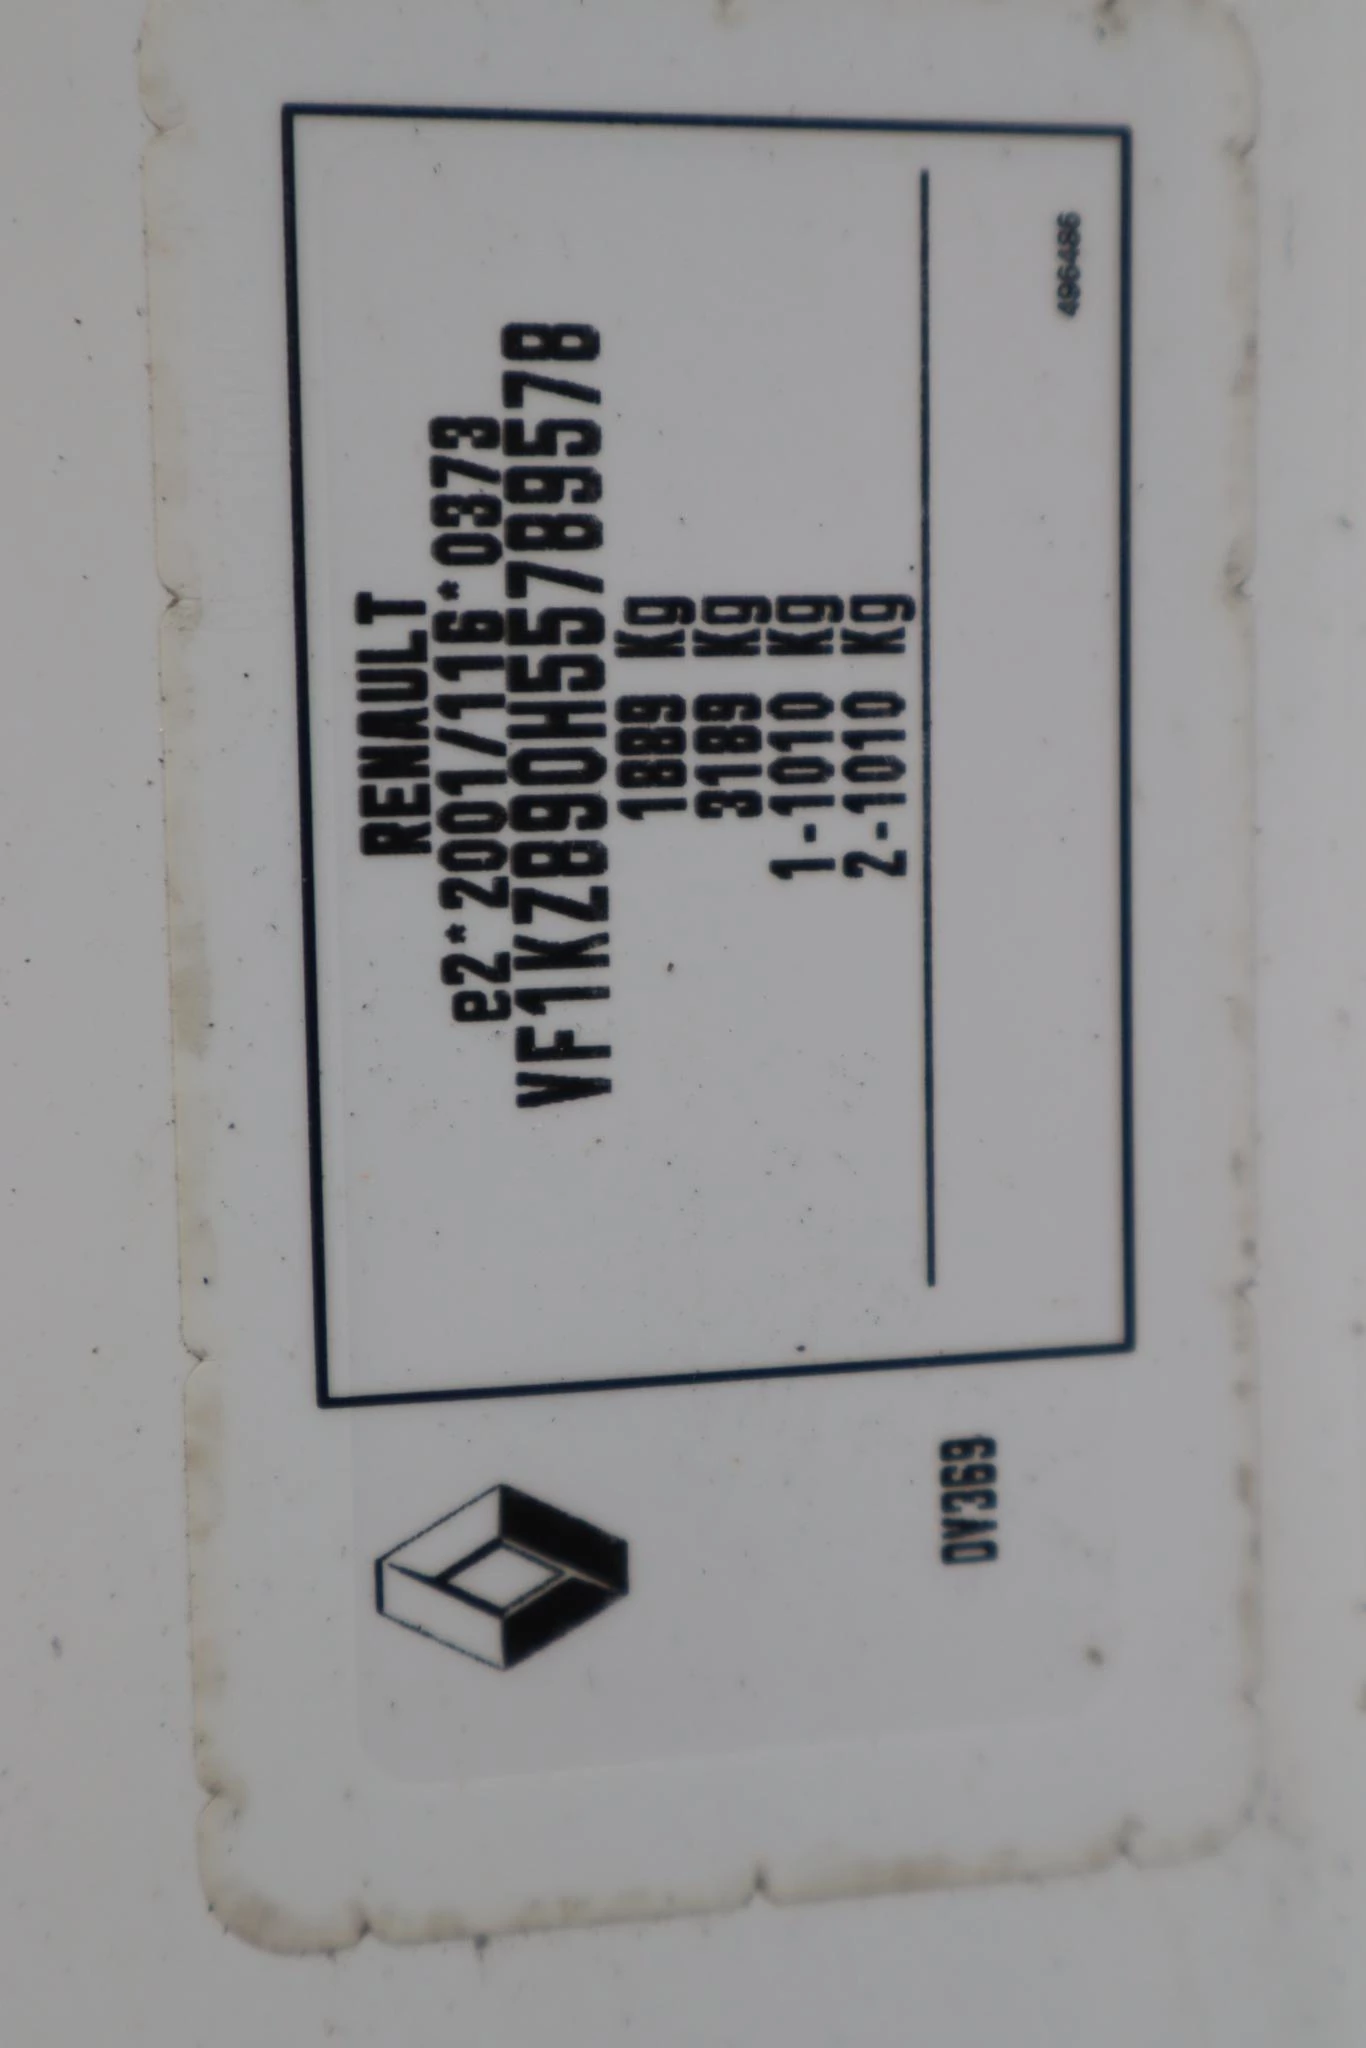 RENAULT
e2*2001/116*0373
VF1KZ890H55789578
1889 Kg
3189 Kg
1-1010 Kg
2-1010 Kg
DV369
496486